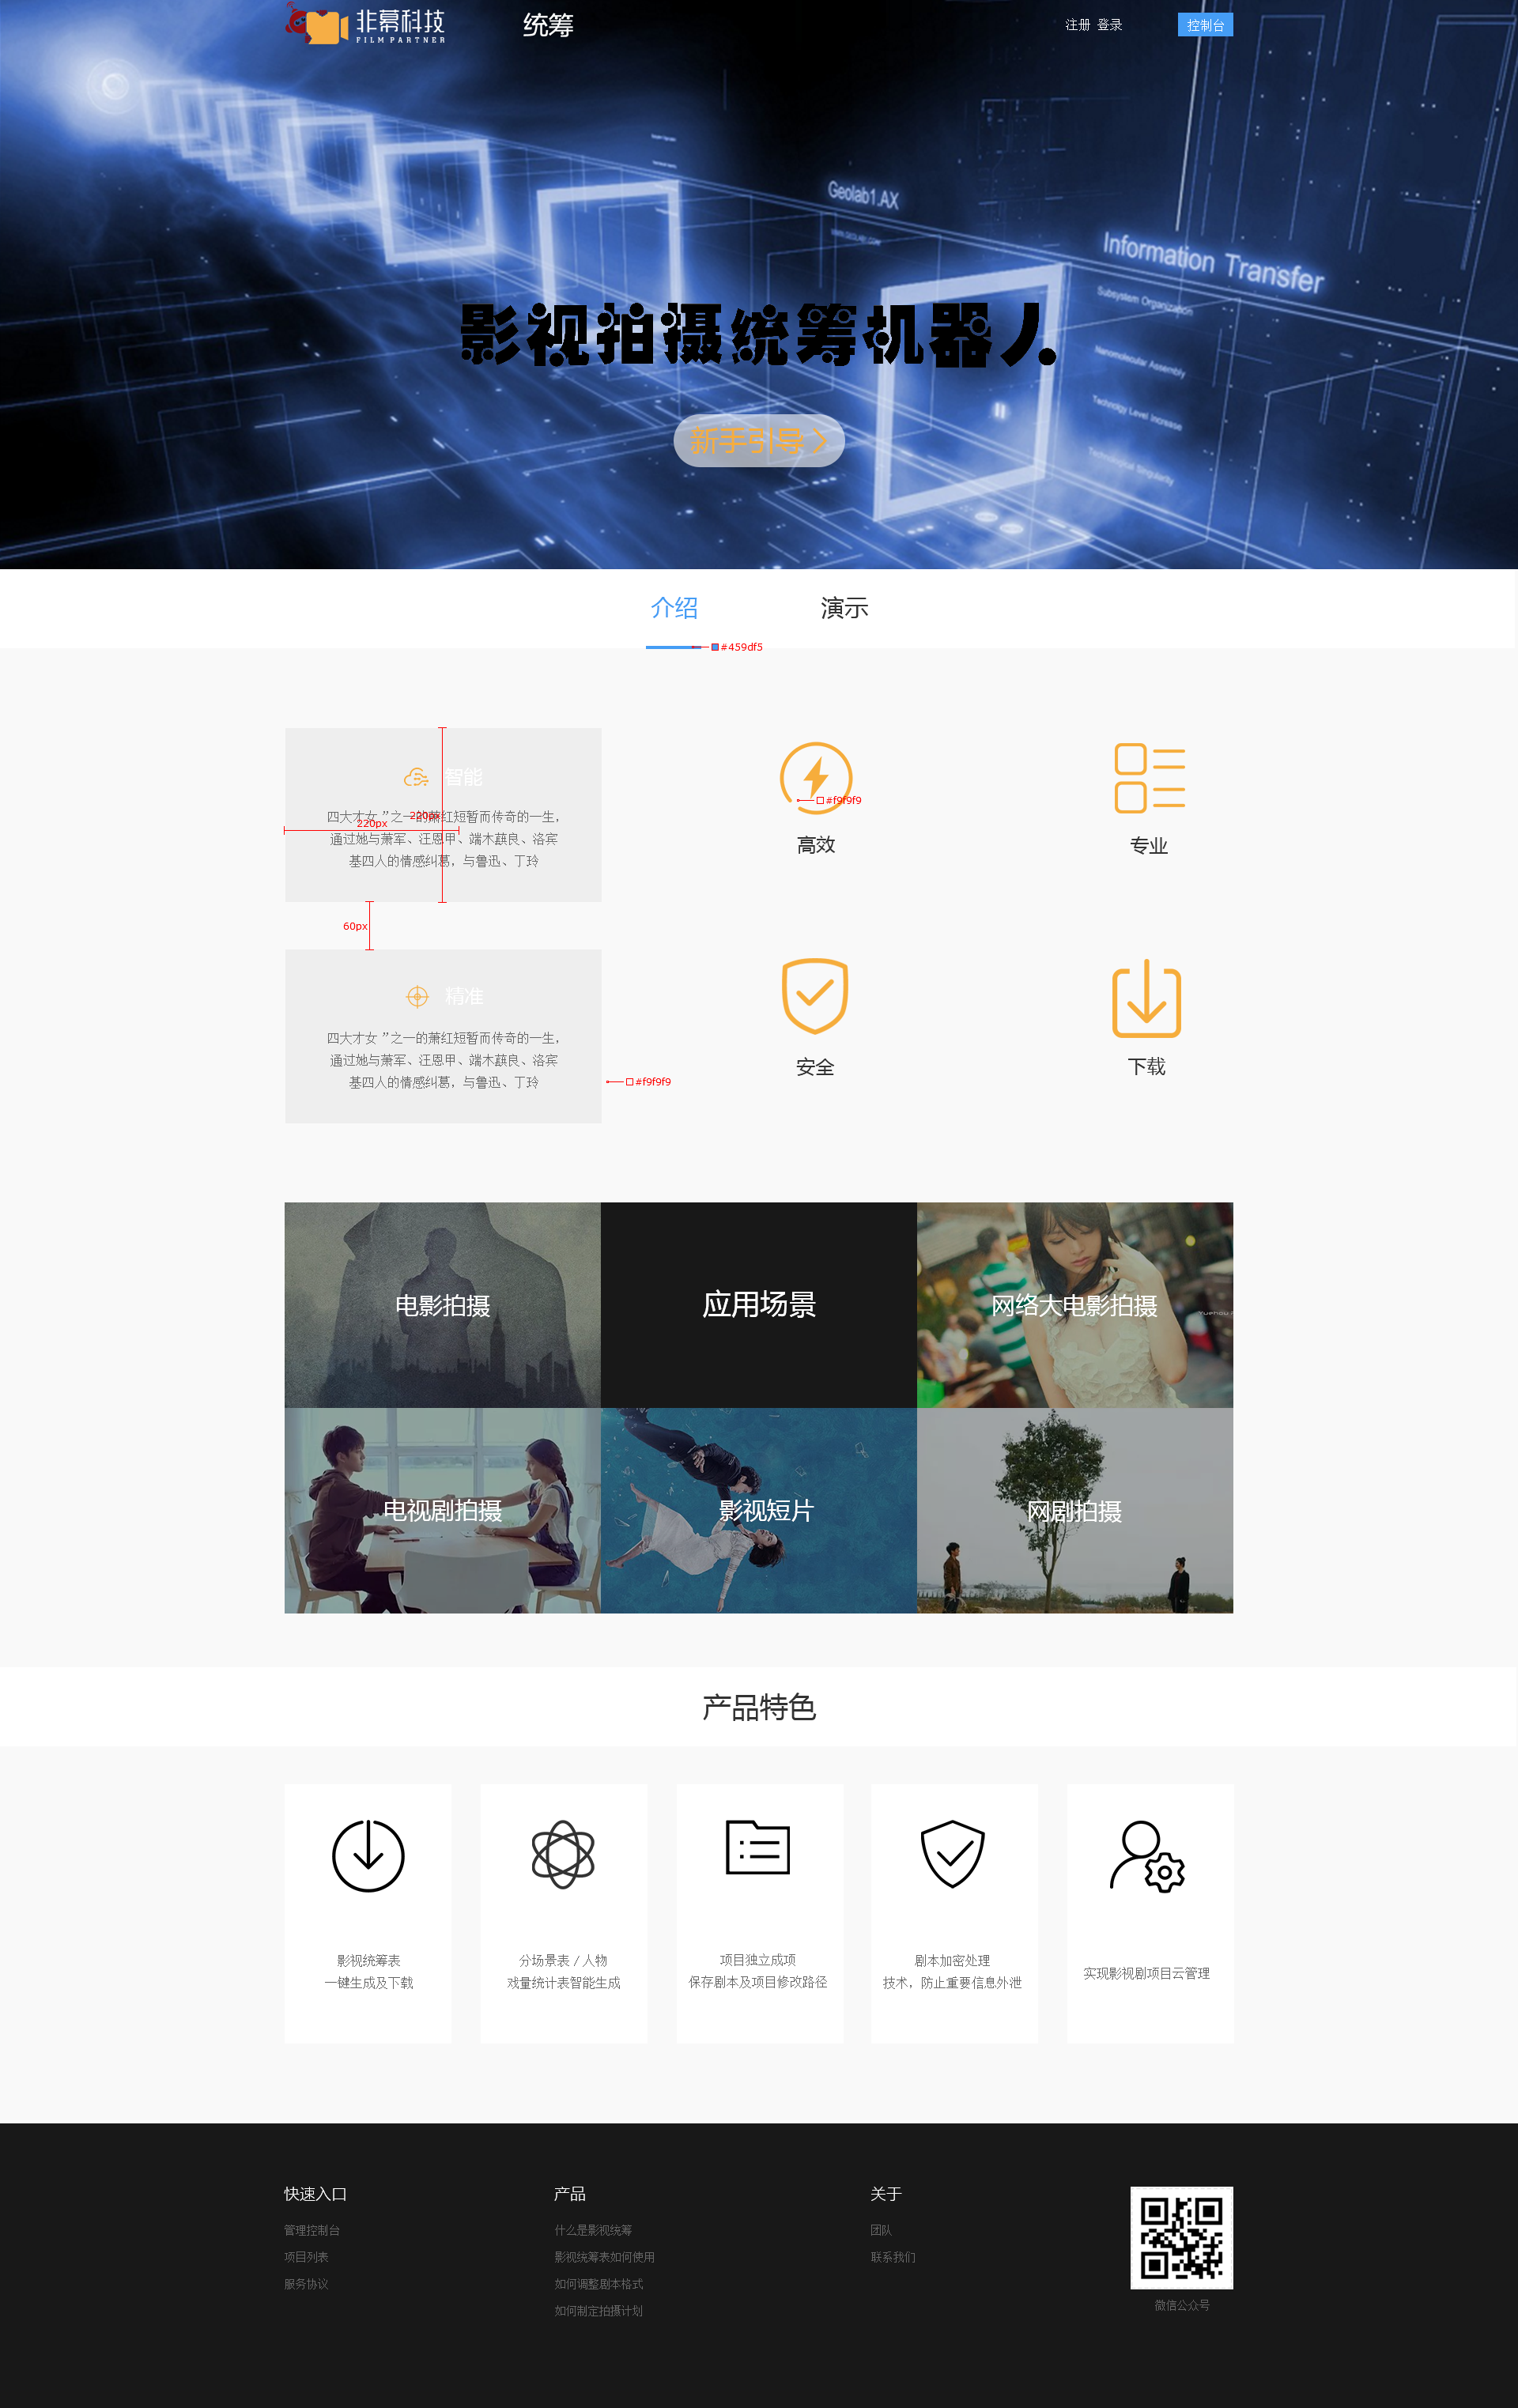 非幕科技
FILM PARTNER
统筹
注册 登录
控制台
Geolab1.AX
WWW.GEOLAB1.COM
Information Transfer
Subsystem Organization
Nanomolecular Assembly
Technolgy Level Increase
Technological Singularity
影视拍摄统筹机器人
新手引导
介绍
演示
#459df5
智能
四大才女 ”之一的萧红短暂而传奇的一生，
通过她与萧军、汪恩甲、端木蕻良、洛宾
基四人的情感纠葛，与鲁迅、丁玲
220px
220px
#f9f9f9
高效
专业
60px
精准
四大才女 ”之一的萧红短暂而传奇的一生，
通过她与萧军、汪恩甲、端木蕻良、洛宾
基四人的情感纠葛，与鲁迅、丁玲
#f9f9f9
安全
下载
电影拍摄
应用场景
网络大电影拍摄
电视剧拍摄
影视短片
网剧拍摄
产品特色
影视统筹表
一键生成及下载
分场景表 / 人物
戏量统计表智能生成
项目独立成项
保存剧本及项目修改路径
剧本加密处理
技术，防止重要信息外泄
实现影视剧项目云管理
快速入口
管理控制台
项目列表
服务协议
产品
什么是影视统筹
影视统筹表如何使用
如何调整剧本格式
如何制定拍摄计划
关于
团队
联系我们
微信公众号